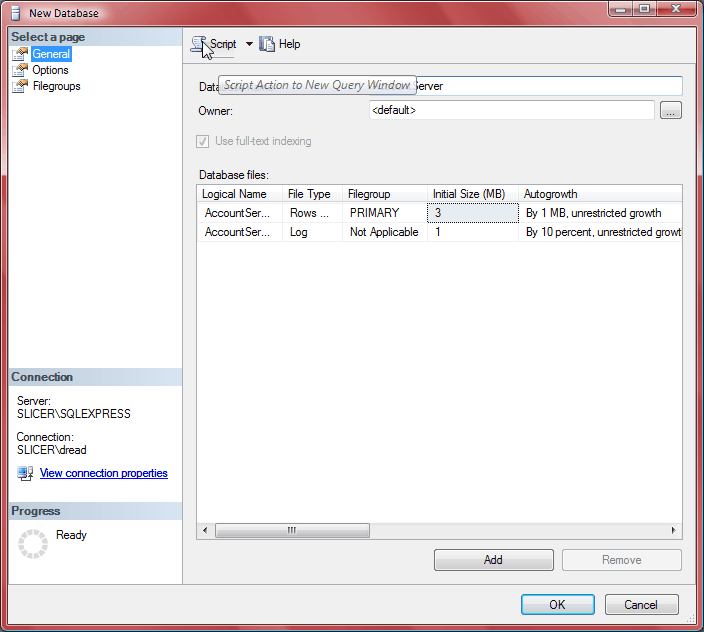 New Database
Select a page
General
Options
Filegroups
Script
Help
Script Action to New Query Window
Server
Owner:
<default>
...
Use full-text indexing
Database files:
Logical Name File Type Filegroup Initial Size (MB) Autogrowth
AccountSer... Rows ... PRIMARY 3 By 1 MB, unrestricted growth
AccountSer... Log Not Applicable 1 By 10 percent, unrestricted growt
Connection
Server:
SLICER\SQLEXPRESS
Connection:
SLICER\dread
View connection properties
Progress
Ready
Add Remove
OK Cancel